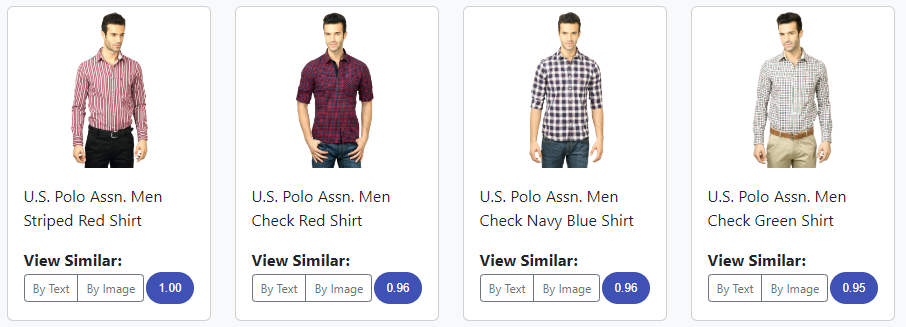 U.S. Polo Assn. Men
Striped Red Shirt
View Similar:
By Text By Image 1.00
U.S. Polo Assn. Men
Check Red Shirt
View Similar:
By Text By Image 0.96
U.S. Polo Assn. Men
Check Navy Blue Shirt
View Similar:
By Text By Image 0.96
U.S. Polo Assn. Men
Check Green Shirt
View Similar:
By Text By Image 0.95